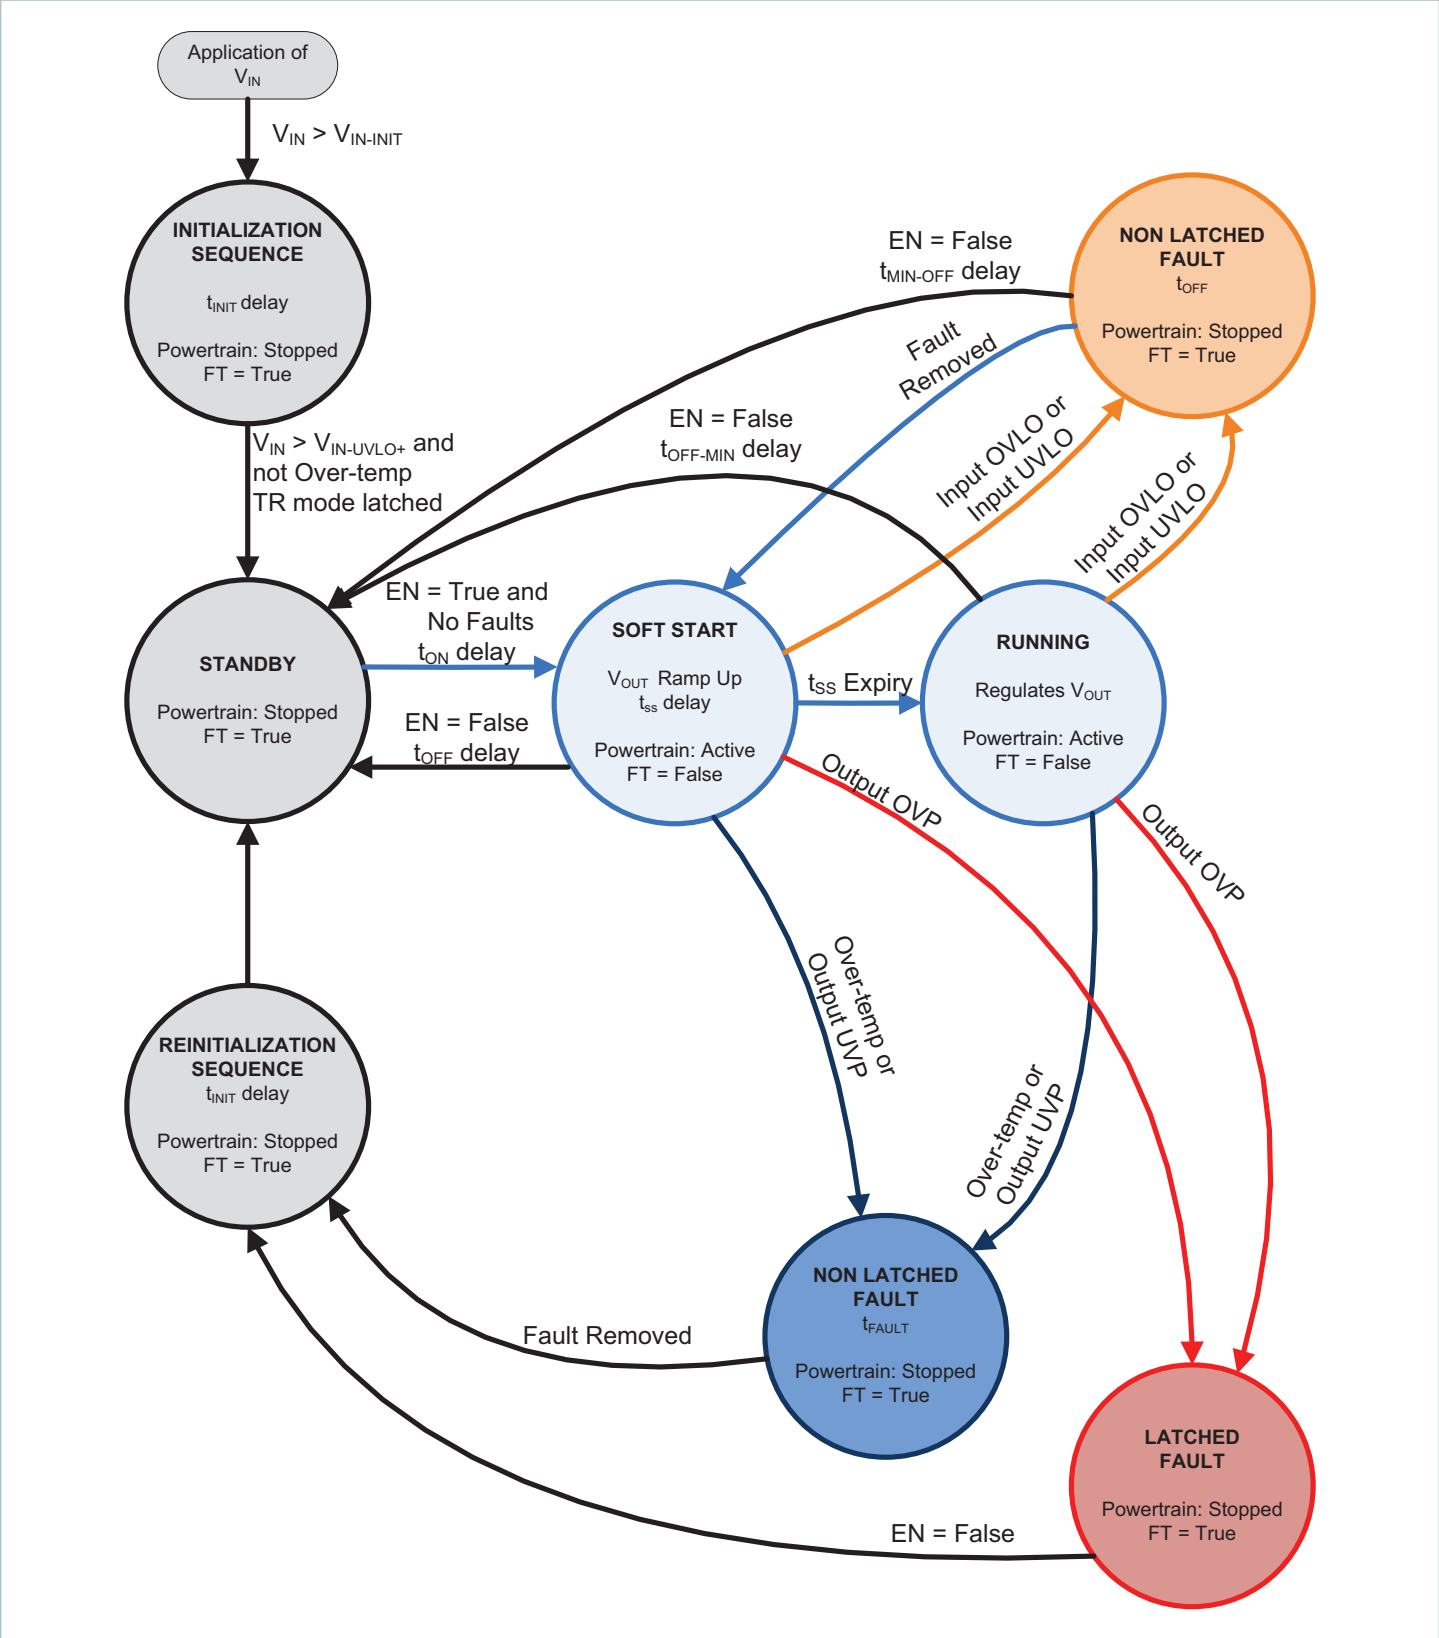 Application of
VIN
VIN > VIN-INIT
INITIALIZATION
SEQUENCE
tINIT delay
Powertrain: Stopped
FT = True
VIN > VIN-UVLO+ and
not Over-temp
TR mode latched
NON LATCHED
FAULT
tOFF
Powertrain: Stopped
FT = True
EN = False
tMIN-OFF delay
Fault
Removed
EN = False
tOFF-MIN delay
Input OVLO or
Input UVLO
Input OVLO or
Input UVLO
STANDBY
Powertrain: Stopped
FT = True
EN = True and
No Faults
tON delay
EN = False
tOFF delay
SOFT START
VOUT Ramp Up
tss delay
Powertrain: Active
FT = False
tSS Expiry
RUNNING
Regulates VOUT
Powertrain: Active
FT = False
Output OVP
Output OVP
Over-temp or
Output UVP
Over-temp or
Output UVP
REINITIALIZATION
SEQUENCE
tINIT delay
Powertrain: Stopped
FT = True
Fault Removed
NON LATCHED
FAULT
tFAULT
Powertrain: Stopped
FT = True
EN = False
LATCHED
FAULT
Powertrain: Stopped
FT = True